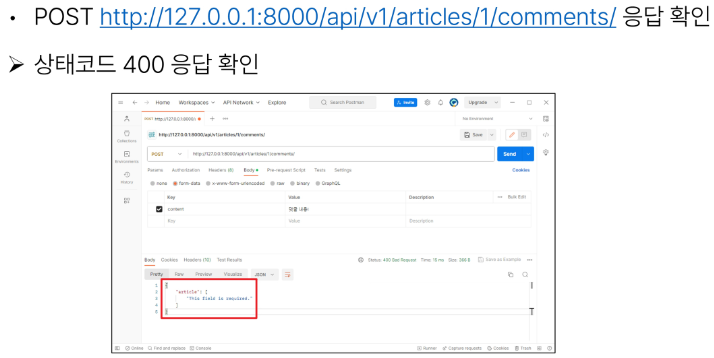 • POST http://127.0.0.1:8000/api/v1/articles/1/comments/ 응답 확인
➢ 상태코드 400 응답 확인
Home Workspaces API Network Explore Search Postman Invite Upgrade
POST http://127.0.0.1:8000/ No Environment
http://127.0.0.1:8000/api/v1/articles/1/comments/ Save
Collections
POST http://127.0.0.1:8000/api/v1/articles/1/comments/ Send
Environments
Params Authorization Headers (8) Body Pre-request Script Tests Settings Cookies
History
none form-data x-www-form-urlencoded raw binary GraphQL
Key Value Description Bulk Edit
content 댓글 내용
Key Value Description
Body Cookies Headers (10) Test Results Status: 400 Bad Request Time: 15 ms Save as Example
Pretty Raw Preview Visualize JSON
1 {
2 "article": [
3 "This field is required."
4 ]
5 }
Online Find and replace Console Runner Capture requests Cookies Trash